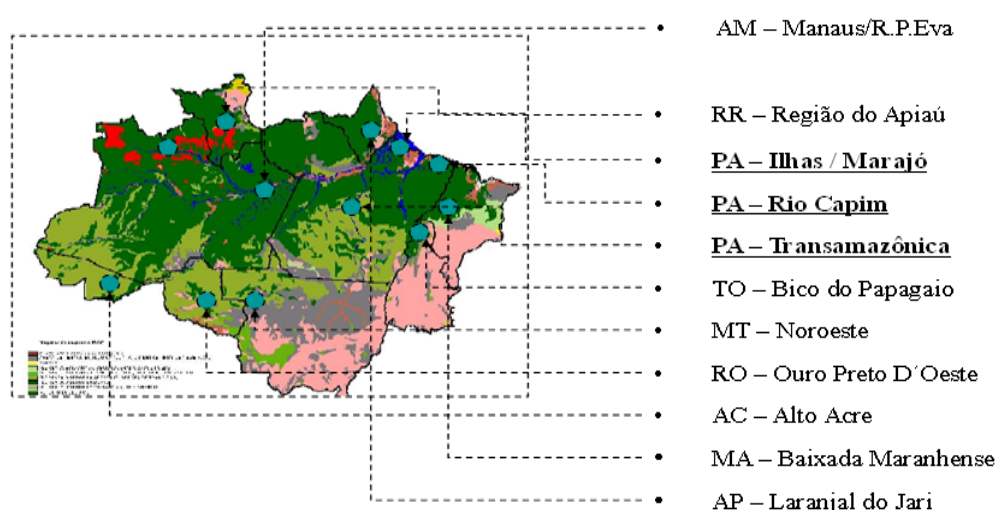 AM – Manaus/R.P.Eva
RR – Região do Apiaú
PA – Ilhas / Marajó
PA – Rio Capim
PA – Transamazônica
TO – Bico do Papagaio
MT – Noroeste
RO – Ouro Preto D´Oeste
AC – Alto Acre
MA – Baixada Maranhense
AP – Laranjal do Jari